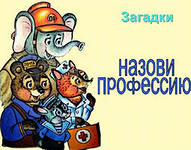 Загадки
назови
профессию